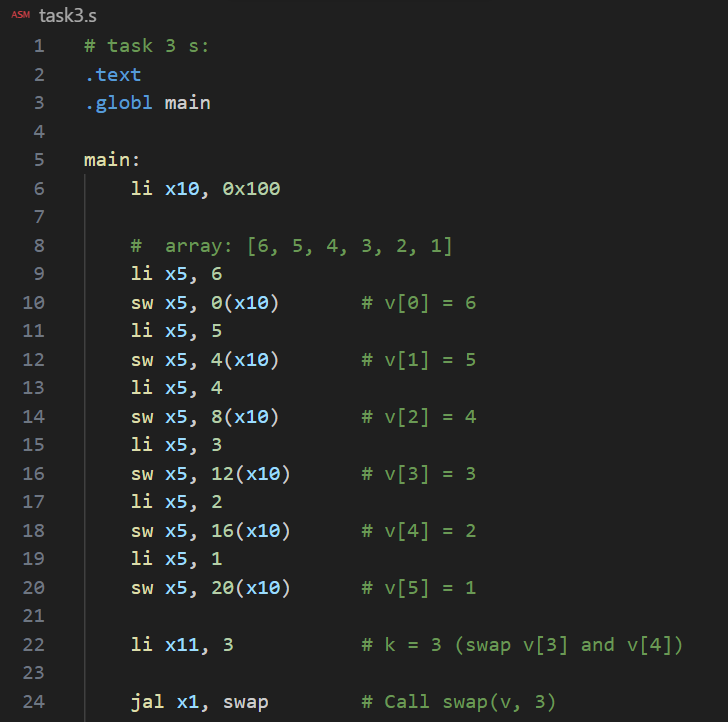 ASM task3.s
1 # task 3 s:
2 .text
3 .globl main
4
5 main:
6 li x10, 0x100
7
8 #  array: [6, 5, 4, 3, 2, 1]
9 li x5, 6
10 sw x5, 0(x10) # v[0] = 6
11 li x5, 5
12 sw x5, 4(x10) # v[1] = 5
13 li x5, 4
14 sw x5, 8(x10) # v[2] = 4
15 li x5, 3
16 sw x5, 12(x10) # v[3] = 3
17 li x5, 2
18 sw x5, 16(x10) # v[4] = 2
19 li x5, 1
20 sw x5, 20(x10) # v[5] = 1
21
22 li x11, 3 # k = 3 (swap v[3] and v[4])
23
24 jal x1, swap # Call swap(v, 3)